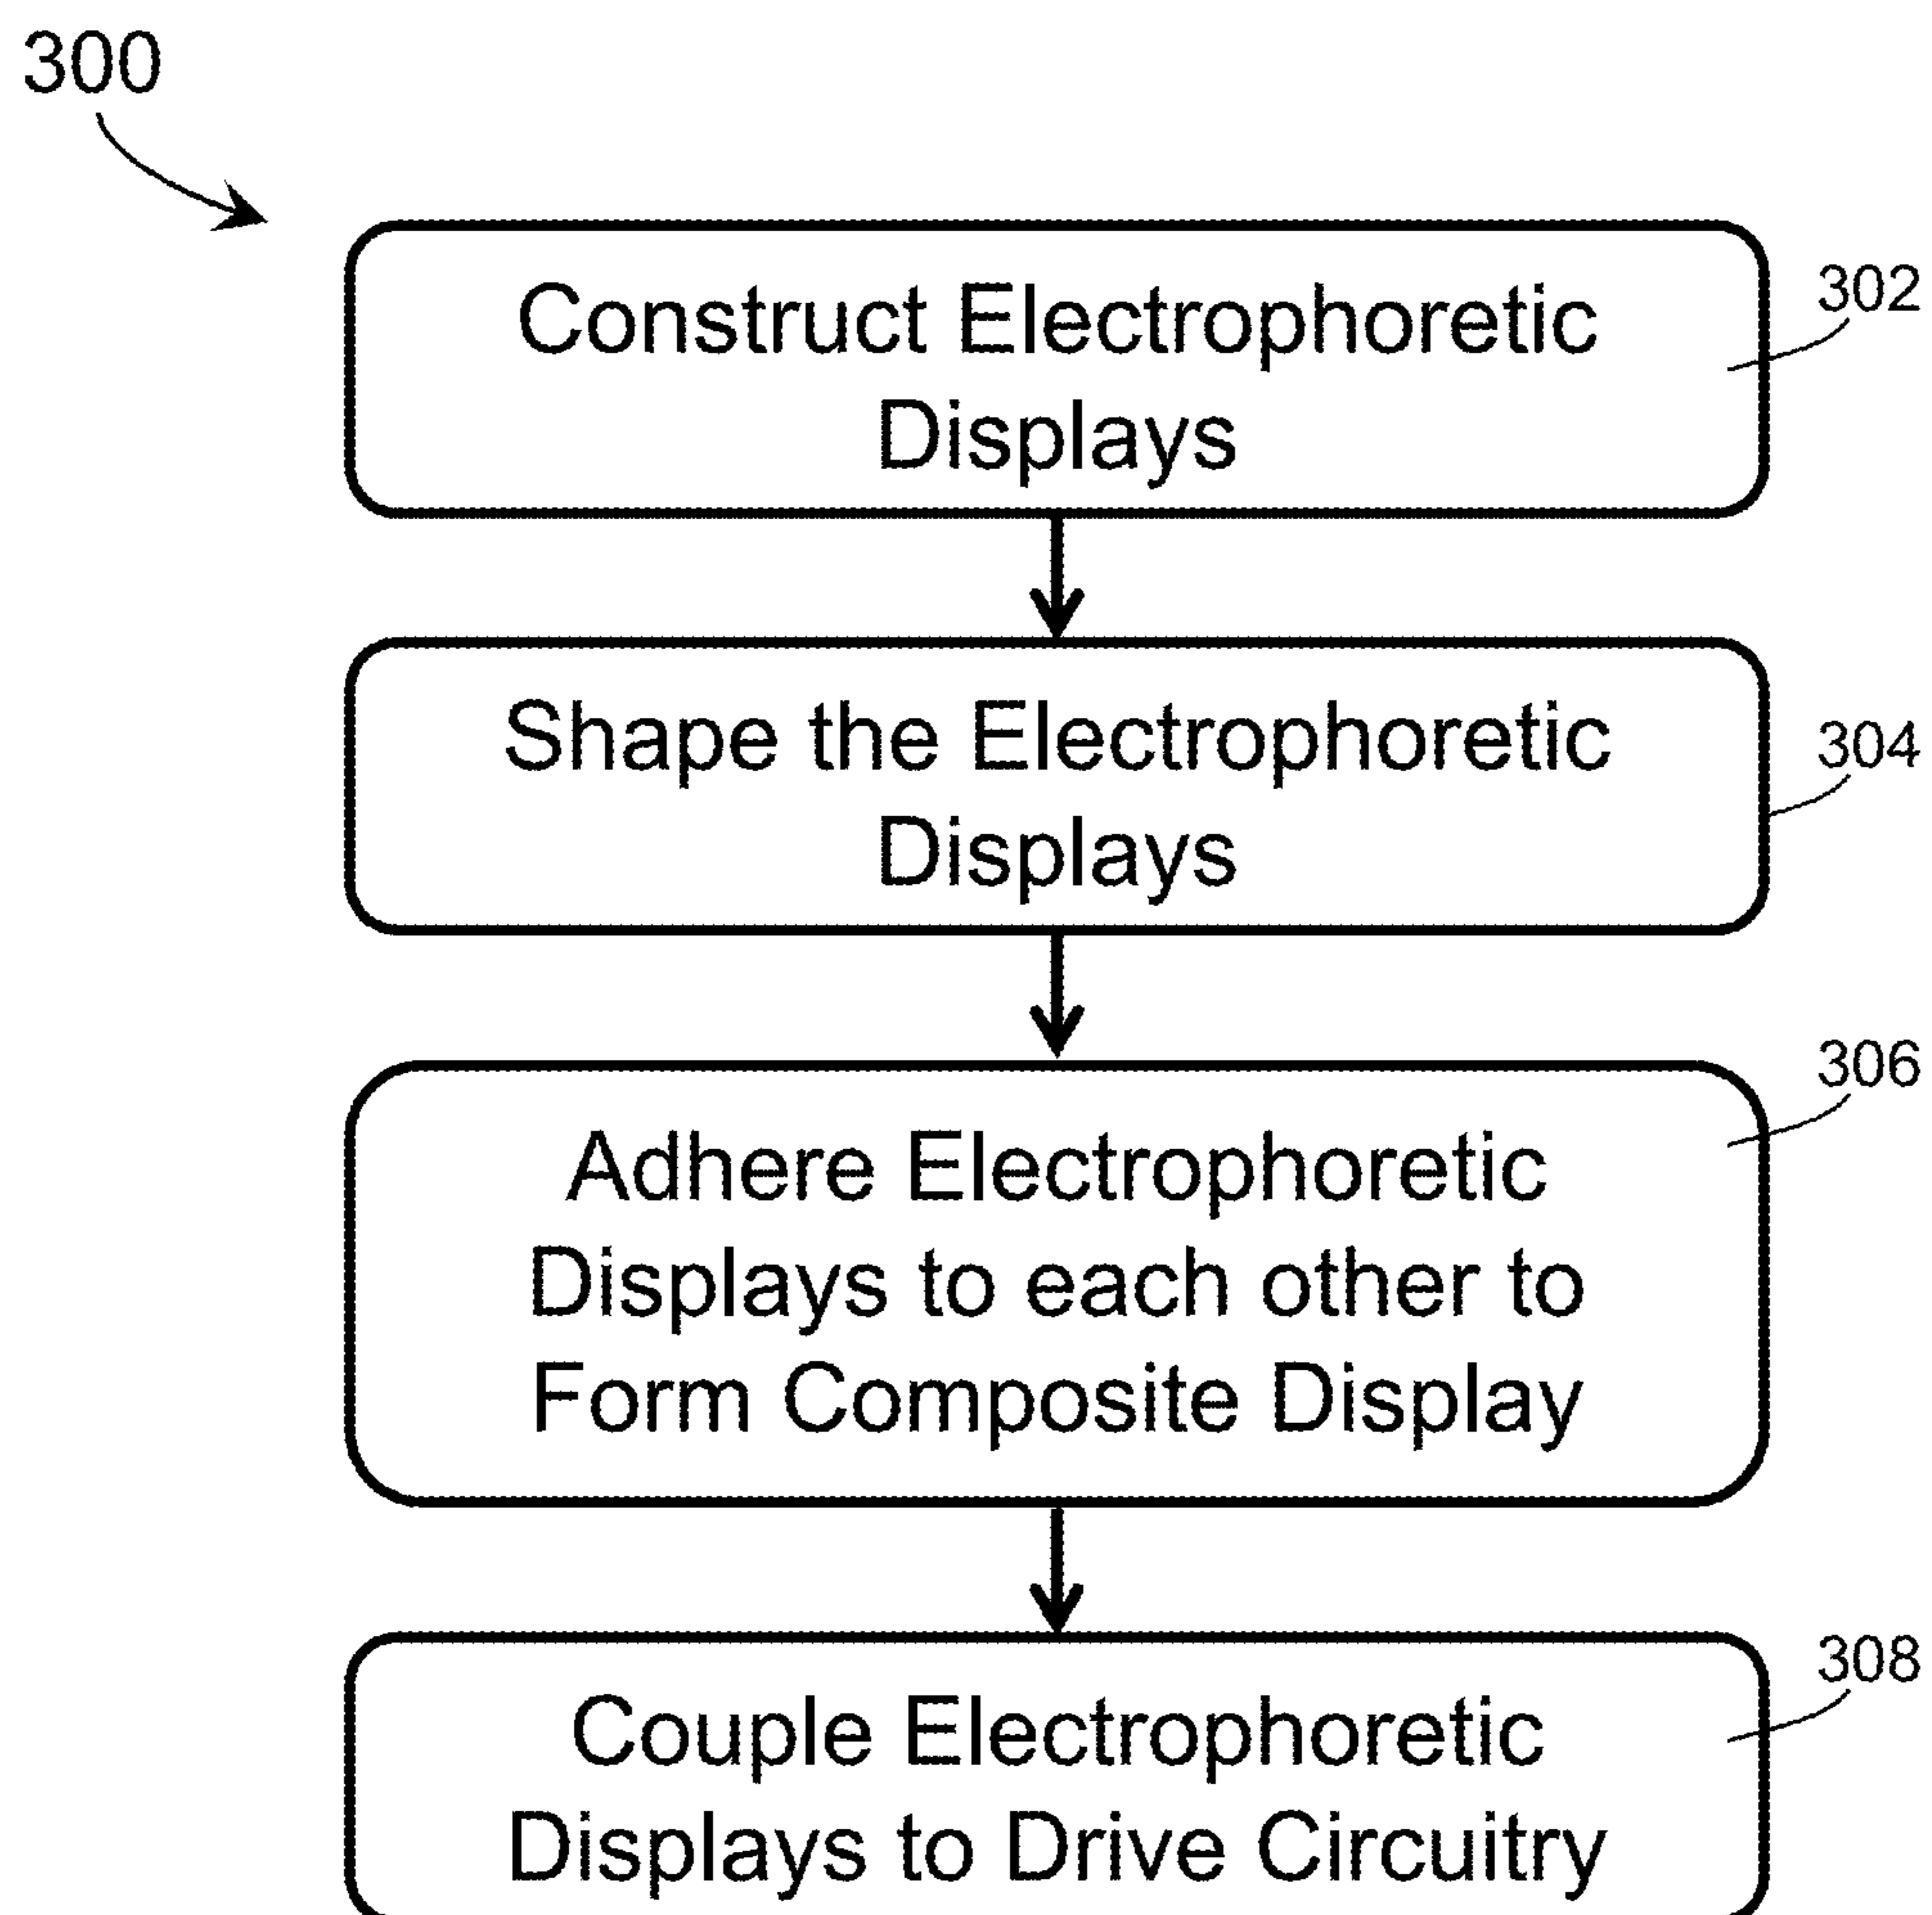 300
Construct Electrophoretic
Displays
302
Shape the Electrophoretic
Displays
304
Adhere Electrophoretic
Displays to each other to
Form Composite Display
306
Couple Electrophoretic
Displays to Drive Circuitry
308